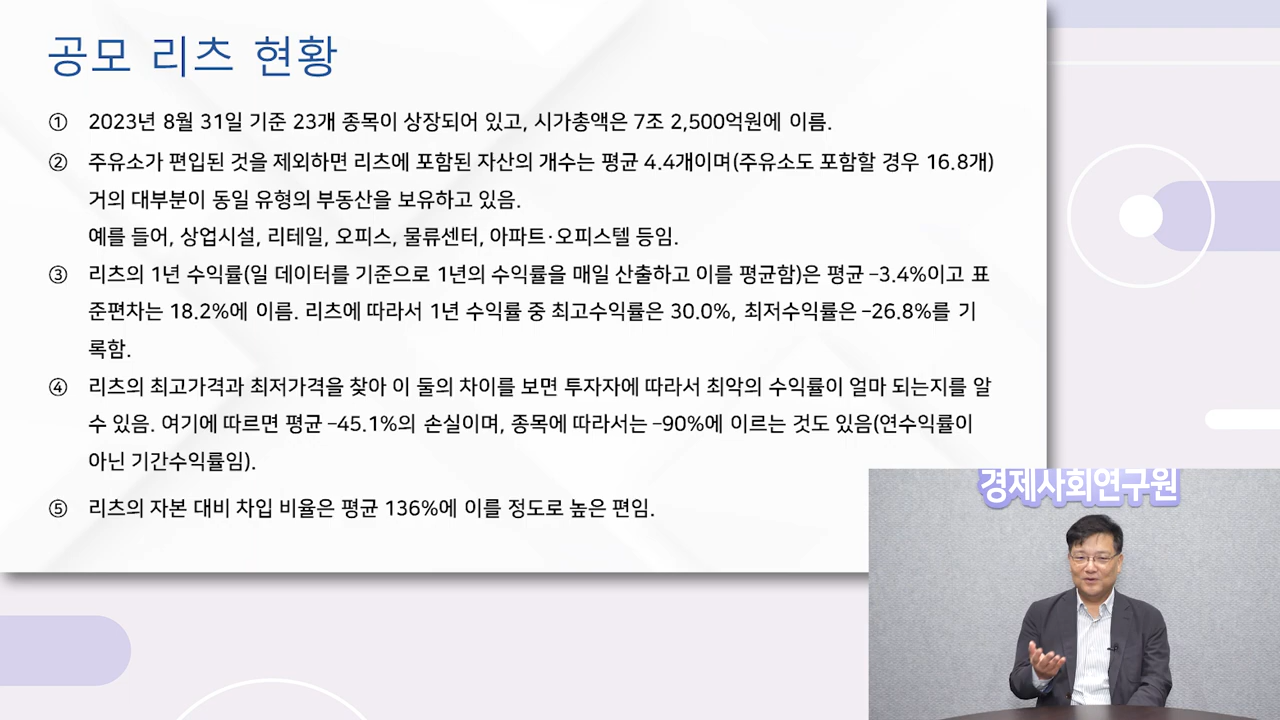 공모 리츠 현황
① 2023년 8월 31일 기준 23개 종목이 상장되어 있고, 시가총액은 7조 2,500억원에 이름.
② 주유소가 편입된 것을 제외하면 리츠에 포함된 자산의 개수는 평균 4.4개이며(주유소도 포함할 경우 16.8개)
거의 대부분이 동일 유형의 부동산을 보유하고 있음.
예를 들어, 상업시설, 리테일, 오피스, 물류센터, 아파트·오피스텔 등임.
③ 리츠의 1년 수익률(일 데이터를 기준으로 1년의 수익률을 매일 산출하고 이를 평균함)은 평균 –3.4%이고 표
준편차는 18.2%에 이름. 리츠에 따라서 1년 수익률 중 최고수익률은 30.0%, 최저수익률은 –26.8%를 기
록함.
④ 리츠의 최고가격과 최저가격을 찾아 이 둘의 차이를 보면 투자자에 따라서 최악의 수익률이 얼마 되는지를 알
수 있음. 여기에 따르면 평균 –45.1%의 손실이며, 종목에 따라서는 –90%에 이르는 것도 있음(연수익률이
아닌 기간수익률임).
⑤ 리츠의 자본 대비 차입 비율은 평균 136%에 이를 정도로 높은 편임.
경제사회연구원